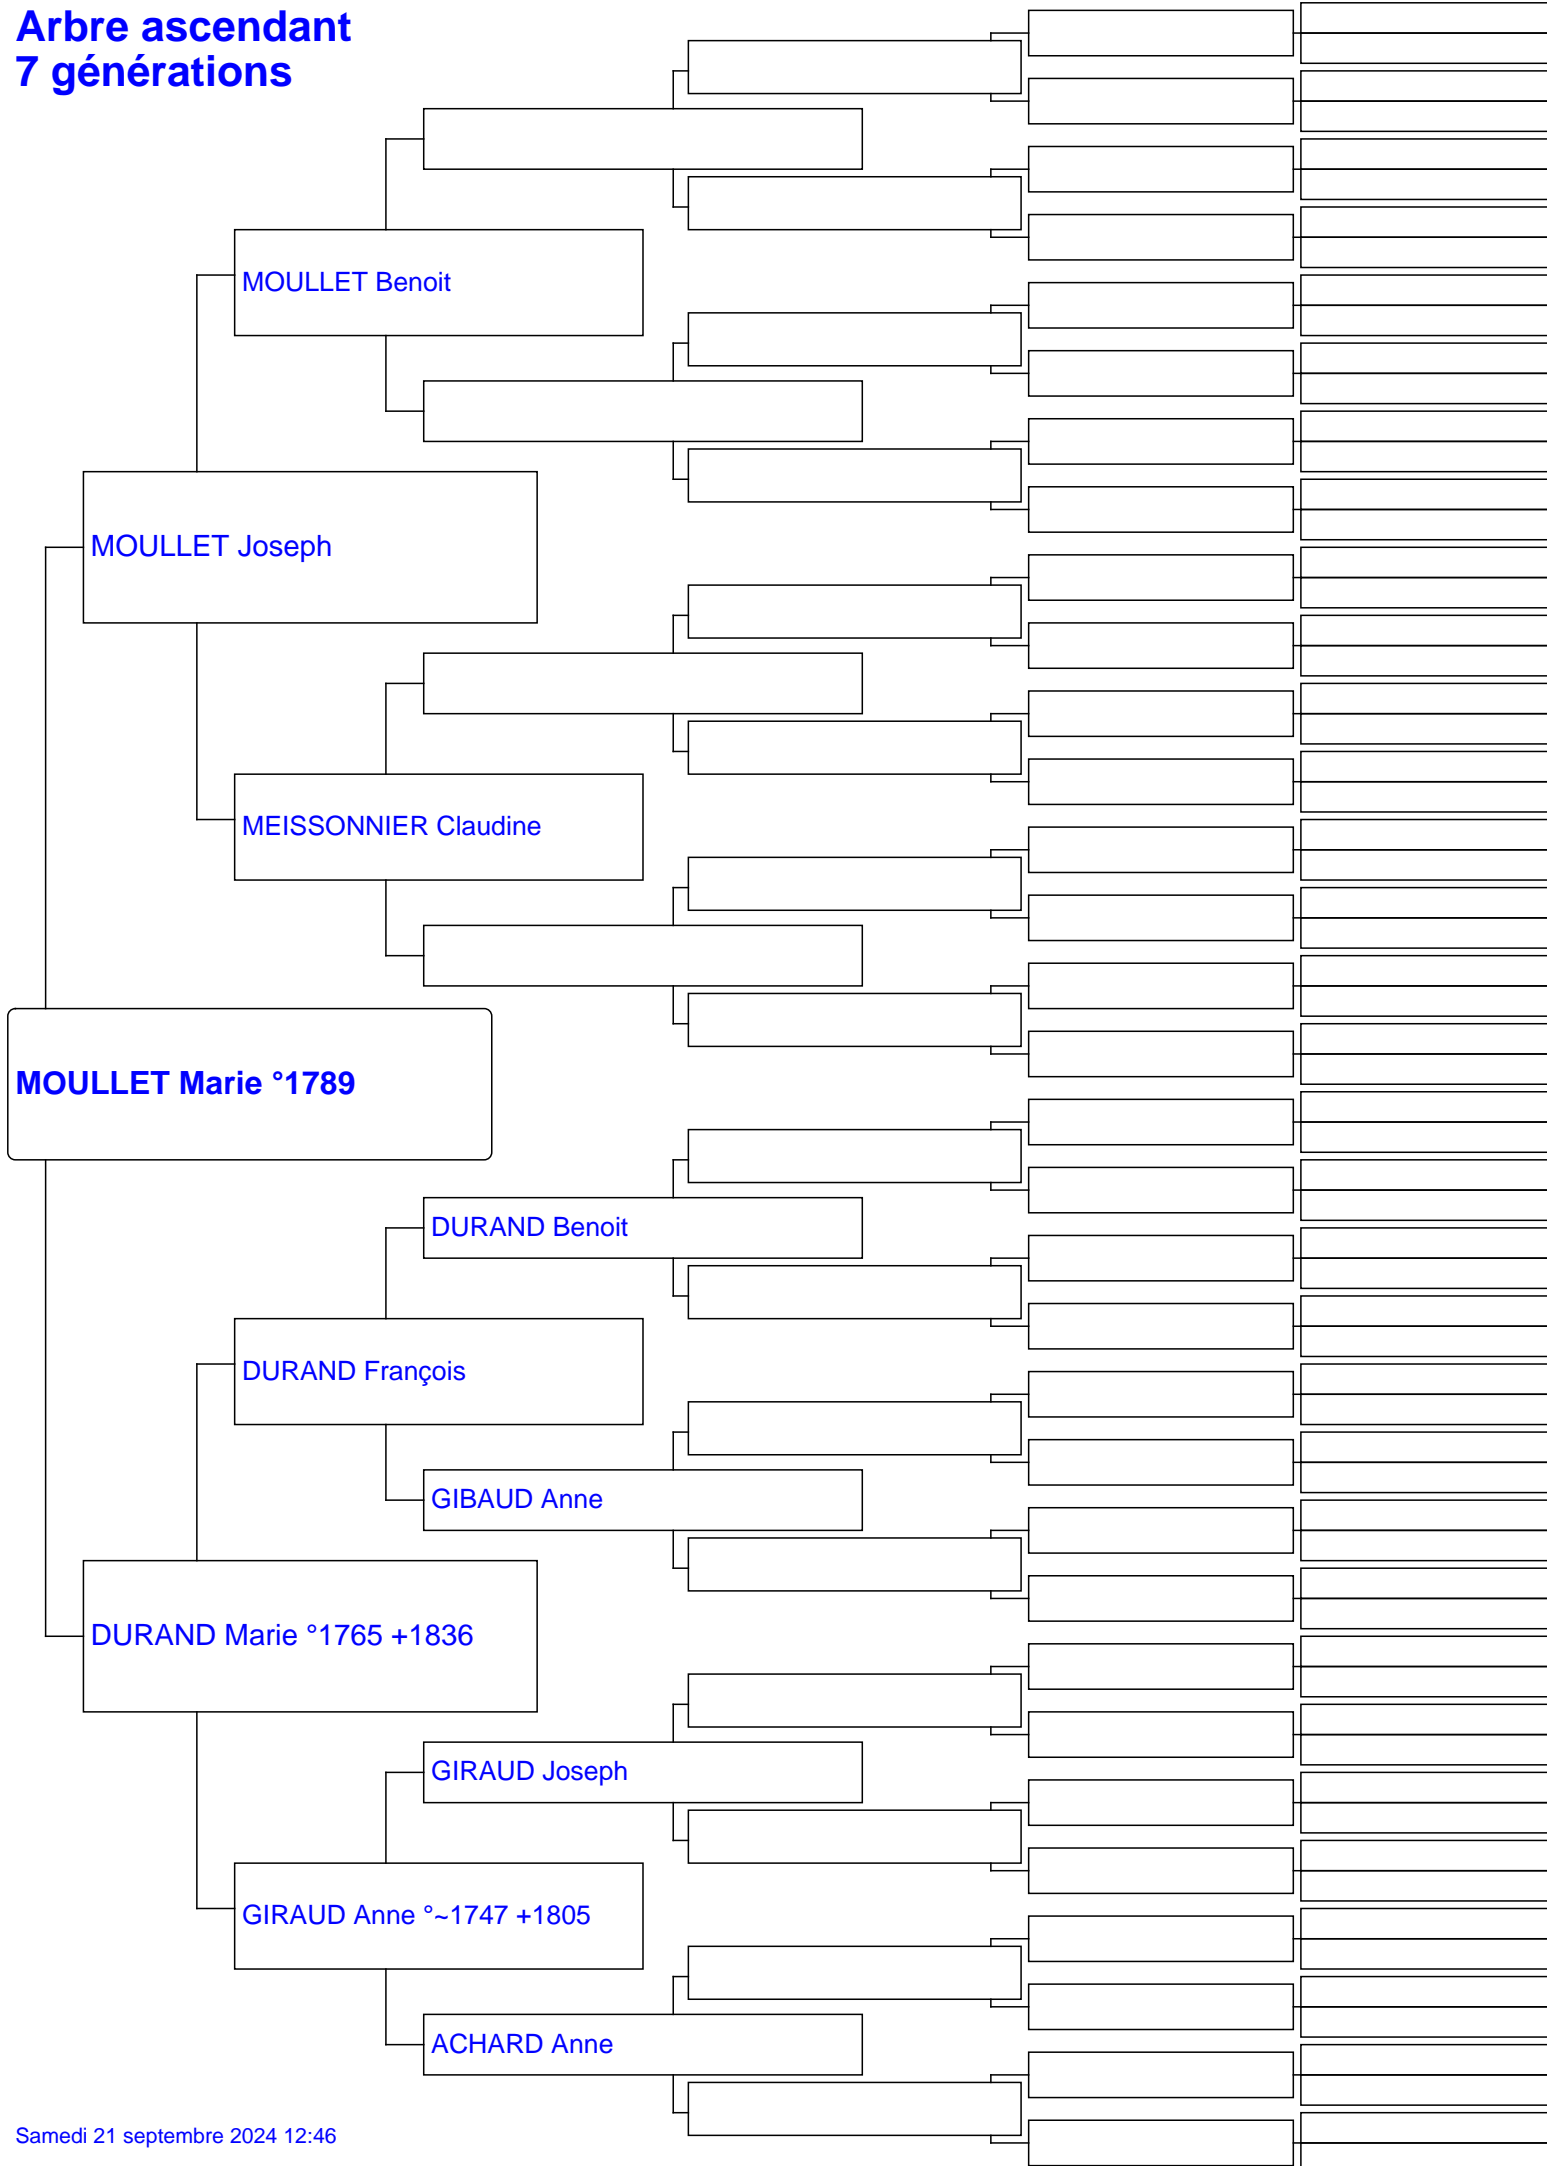 Arbre ascendant
7 générations
MOULLET Benoit
MOULLET Joseph
MEISSONNIER Claudine
MOULLET Marie °1789
DURAND Benoit
DURAND François
GIBAUD Anne
DURAND Marie °1765 +1836
GIRAUD Joseph
GIRAUD Anne °~1747 +1805
ACHARD Anne
Samedi 21 septembre 2024 12:46